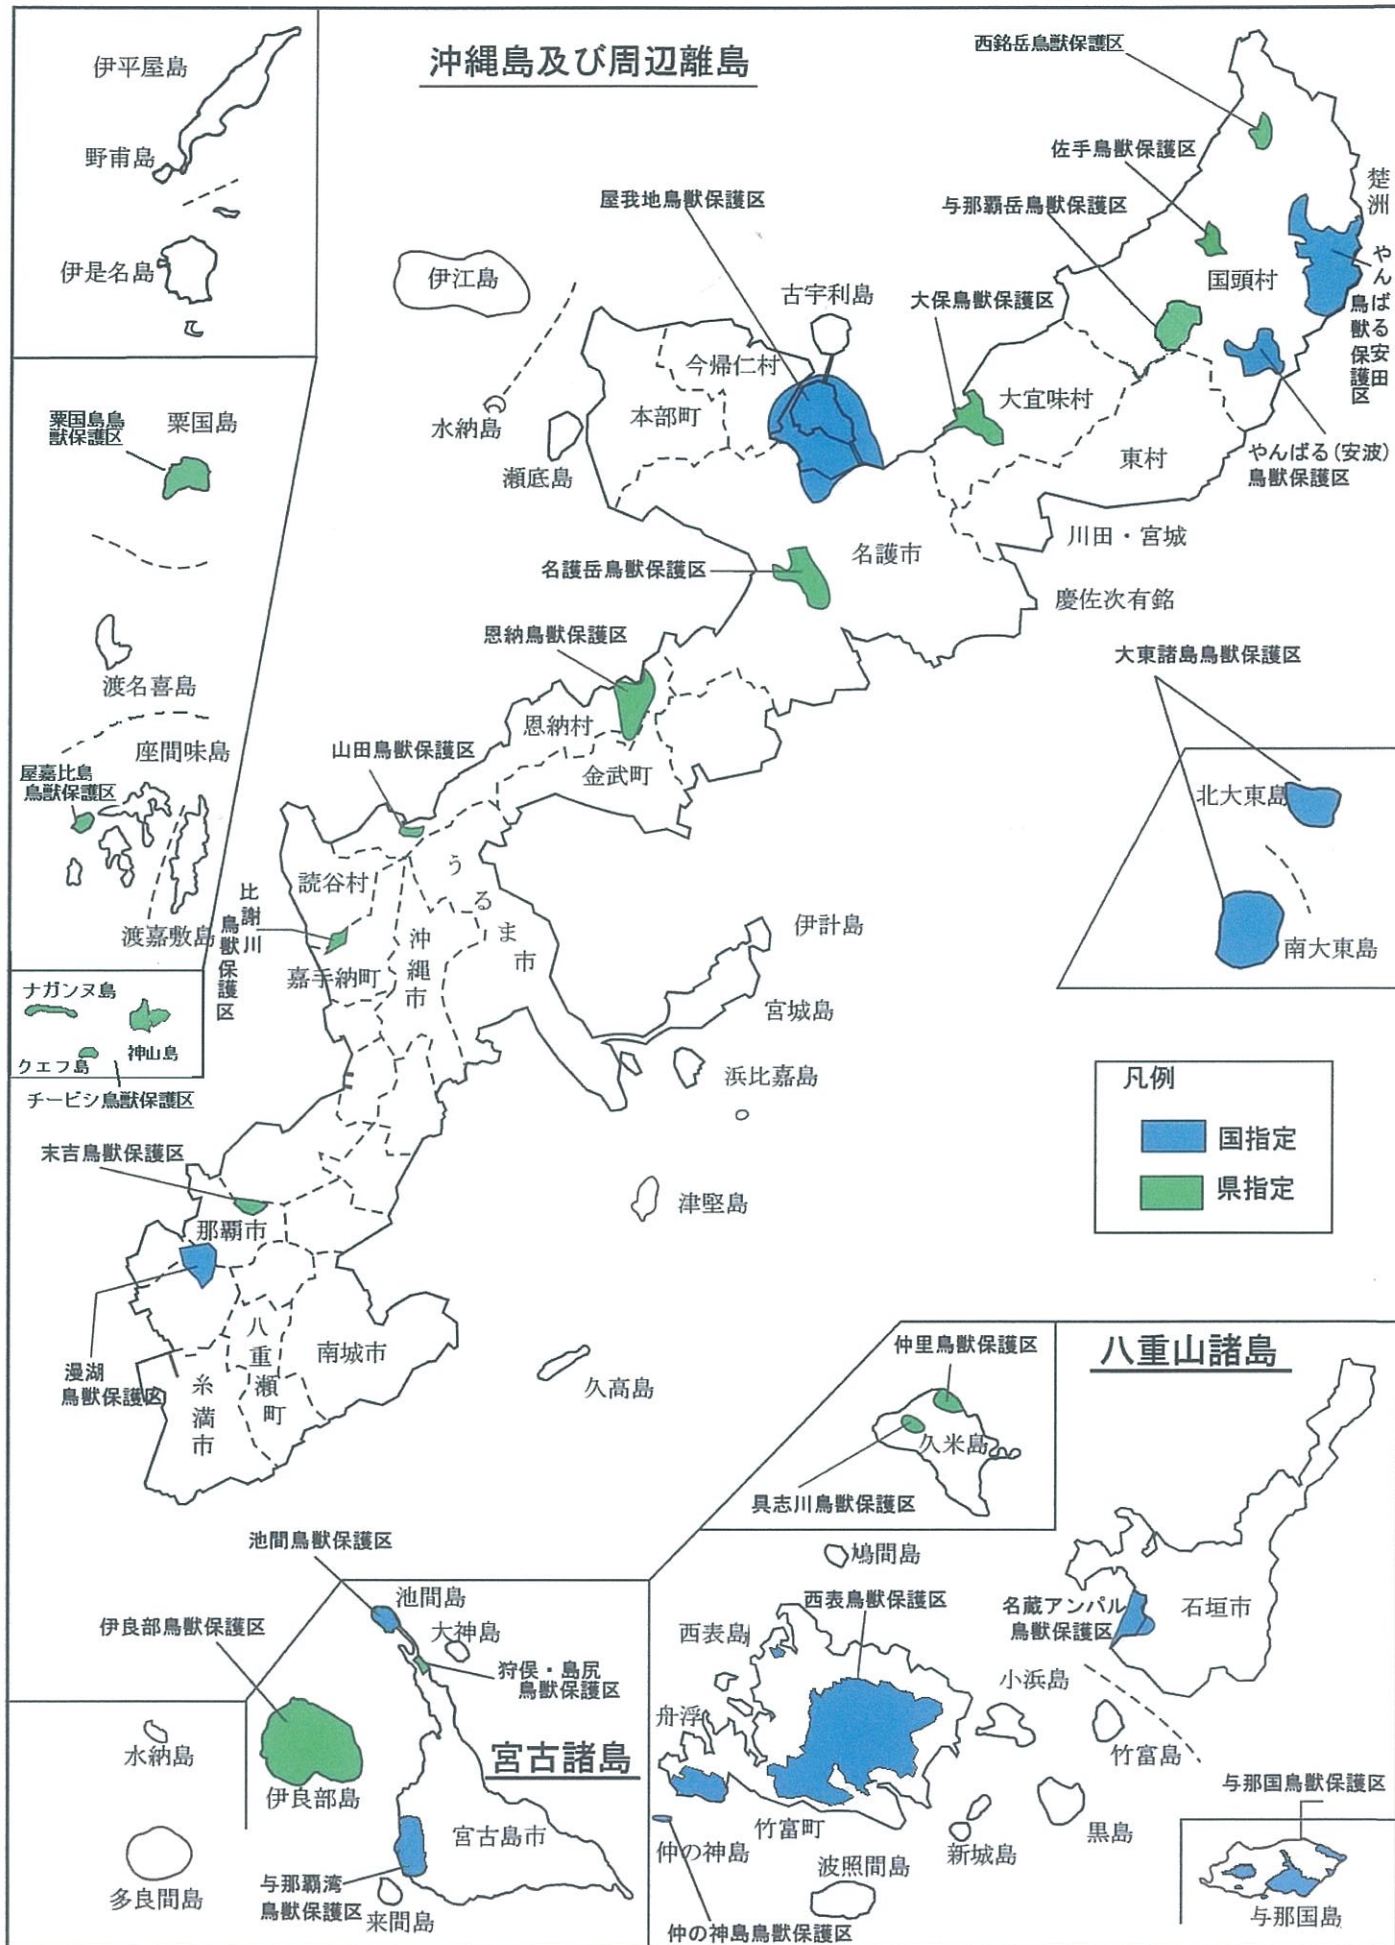 沖縄島及び周辺離島
伊平屋島
野甫島
伊是名島
西銘岳鳥獣保護区
佐手鳥獣保護区
与那覇岳鳥獣保護区
屋我地鳥獣保護区
大保鳥獣保護区
楚洲
やんばる安田
鳥獣保護区
国頭村
伊江島
古宇利島
今帰仁村
本部町
大宜味村
東村
やんばる(安波)
鳥獣保護区
水納島
瀬底島
粟国島鳥
獣保護区
粟国島
名護市
川田・宮城
慶佐次有銘
名護岳鳥獣保護区
恩納鳥獣保護区
大東諸島鳥獣保護区
渡名喜島
座間味島
屋嘉比島
鳥獣保護区
渡嘉敷島
恩納村
金武町
山田鳥獣保護区
北大東島
南大東島
読谷村
うるま市
比謝川
鳥獣保護区
沖縄市
嘉手納町
伊計島
宮城島
浜比嘉島
ナガンヌ島
神山島
クエフ島
チービシ鳥獣保護区
凡例
国指定
県指定
末吉鳥獣保護区
津堅島
那覇市
漫湖
鳥獣保護区
八重瀬町
南城市
糸満市
久高島
仲里鳥獣保護区
久米島
具志川鳥獣保護区
八重山諸島
池間鳥獣保護区
池間島
伊良部鳥獣保護区
大神島
狩俣・島尻
鳥獣保護区
宮古諸島
水納島
伊良部島
宮古島市
多良間島
与那覇湾
鳥獣保護区
来間島
鳩間島
西表鳥獣保護区
西表島
名蔵アンパル
鳥獣保護区
石垣市
小浜島
舟浮
竹富島
竹富町
仲の神島
波照間島
新城島
黒島
与那国鳥獣保護区
与那国島
仲の神島鳥獣保護区